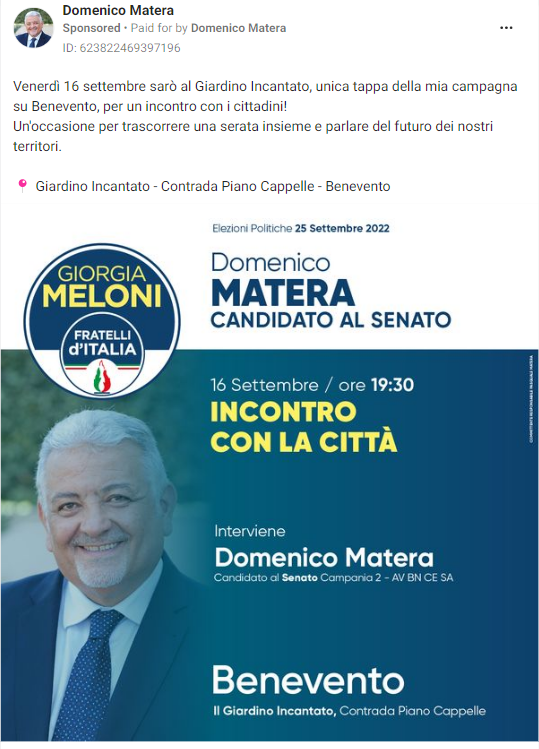 Domenico Matera
Sponsored • Paid for by Domenico Matera
ID: 623822469397196
Venerdì 16 settembre sarò al Giardino Incantato, unica tappa della mia campagna
su Benevento, per un incontro con i cittadini!
Un'occasione per trascorrere una serata insieme e parlare del futuro dei nostri
territori.
Giardino Incantato - Contrada Piano Cappelle - Benevento
Elezioni Politiche 25 Settembre 2022
GIORGIA
MELONI
FRATELLI
d'ITALIA
Domenico
MATERA
CANDIDATO AL SENATO
16 Settembre / ore 19:30
INCONTRO
CON LA CITTÀ
COMMITTENTE RESPONSABILE PASQUALE MATERA
Interviene
Domenico Matera
Candidato al Senato Campania 2 - AV BN CE SA
Benevento
Il Giardino Incantato, Contrada Piano Cappelle